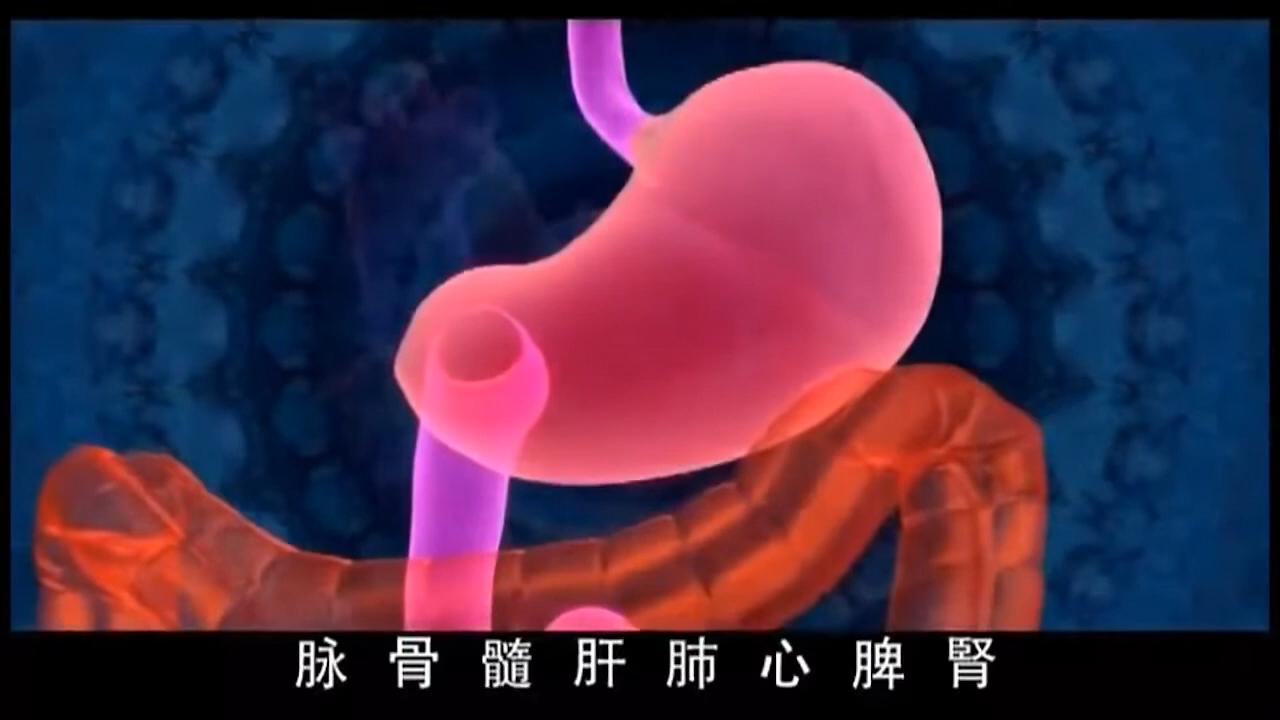 脉 骨 髓 肝 肺 心 脾 腎